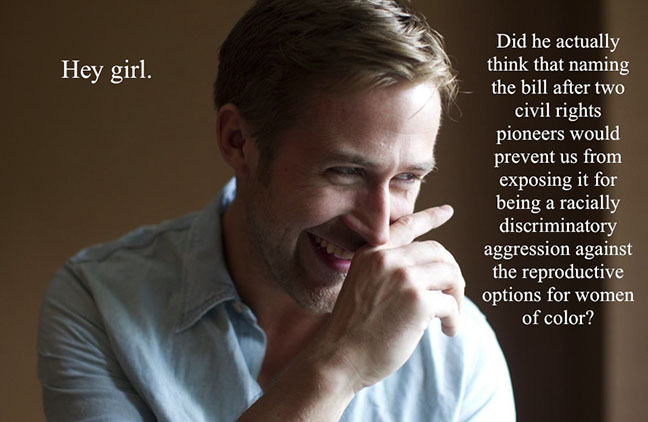 Hey girl.
Did he actually
think that naming
the bill after two
civil rights
pioneers would
prevent us from
exposing it for
being a racially
discriminatory
aggression against
the reproductive
options for women
of color?